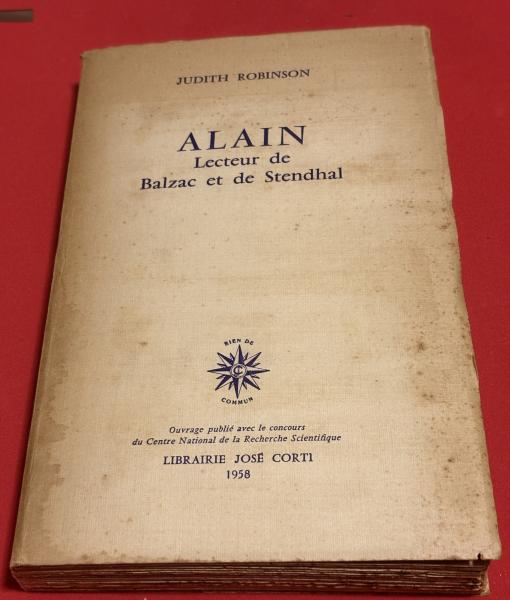 JUDITH ROBINSON
ALAIN
Lecteur de
Balzac et de Stendhal
RIEN DE
COMMUN
Ouvrage publié avec le concours
du Centre National de la Recherche Scientifique
LIBRAIRIE JOSÉ CORTI
1958